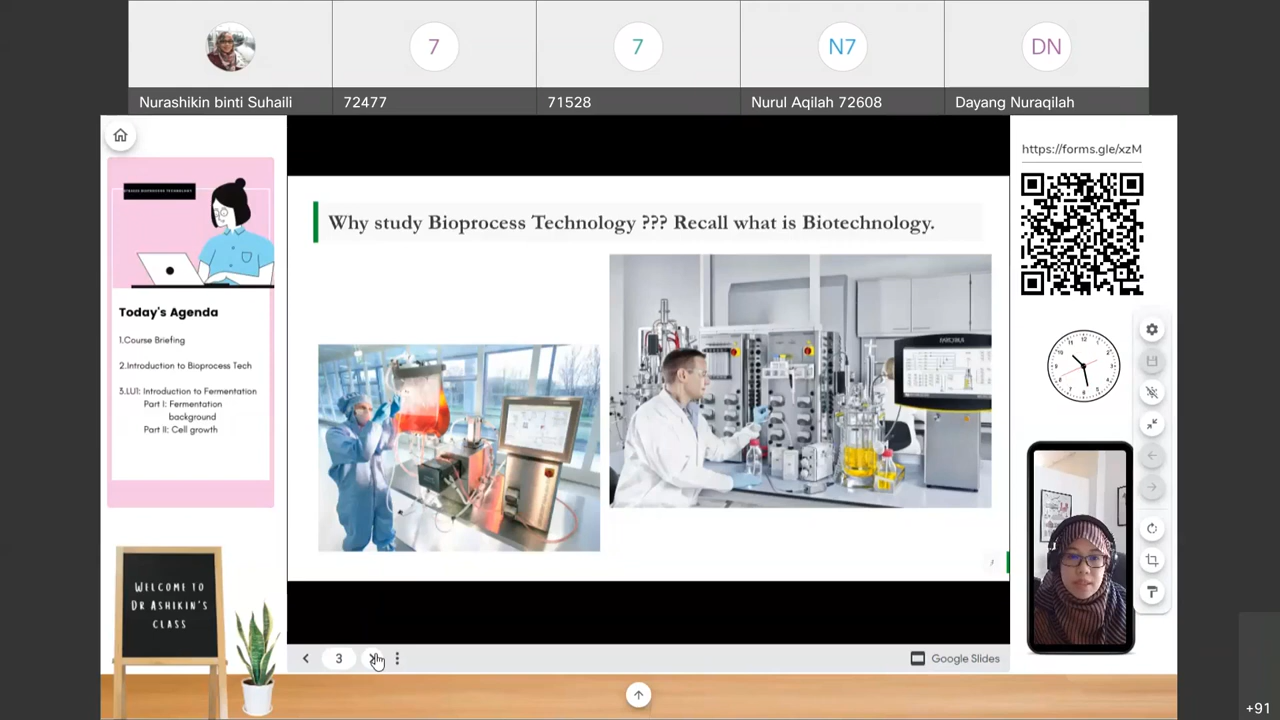 7
7
N7
DN
Nurashikin binti Suhaili
72477
71528
Nurul Aqilah 72608
Dayang Nuraqilah
https://forms.gle/xzM
Why study Bioprocess Technology ??? Recall what is Biotechnology.
Today's Agenda
1.Course Briefing
2.Introduction to Bioprocess Tech
3.LU1: Introduction to Fermentation
Part I: Fermentation
background
Part II: Cell growth
WELCOME TO
DR ASHIKIN'S
CLASS
3
Google Slides
+91